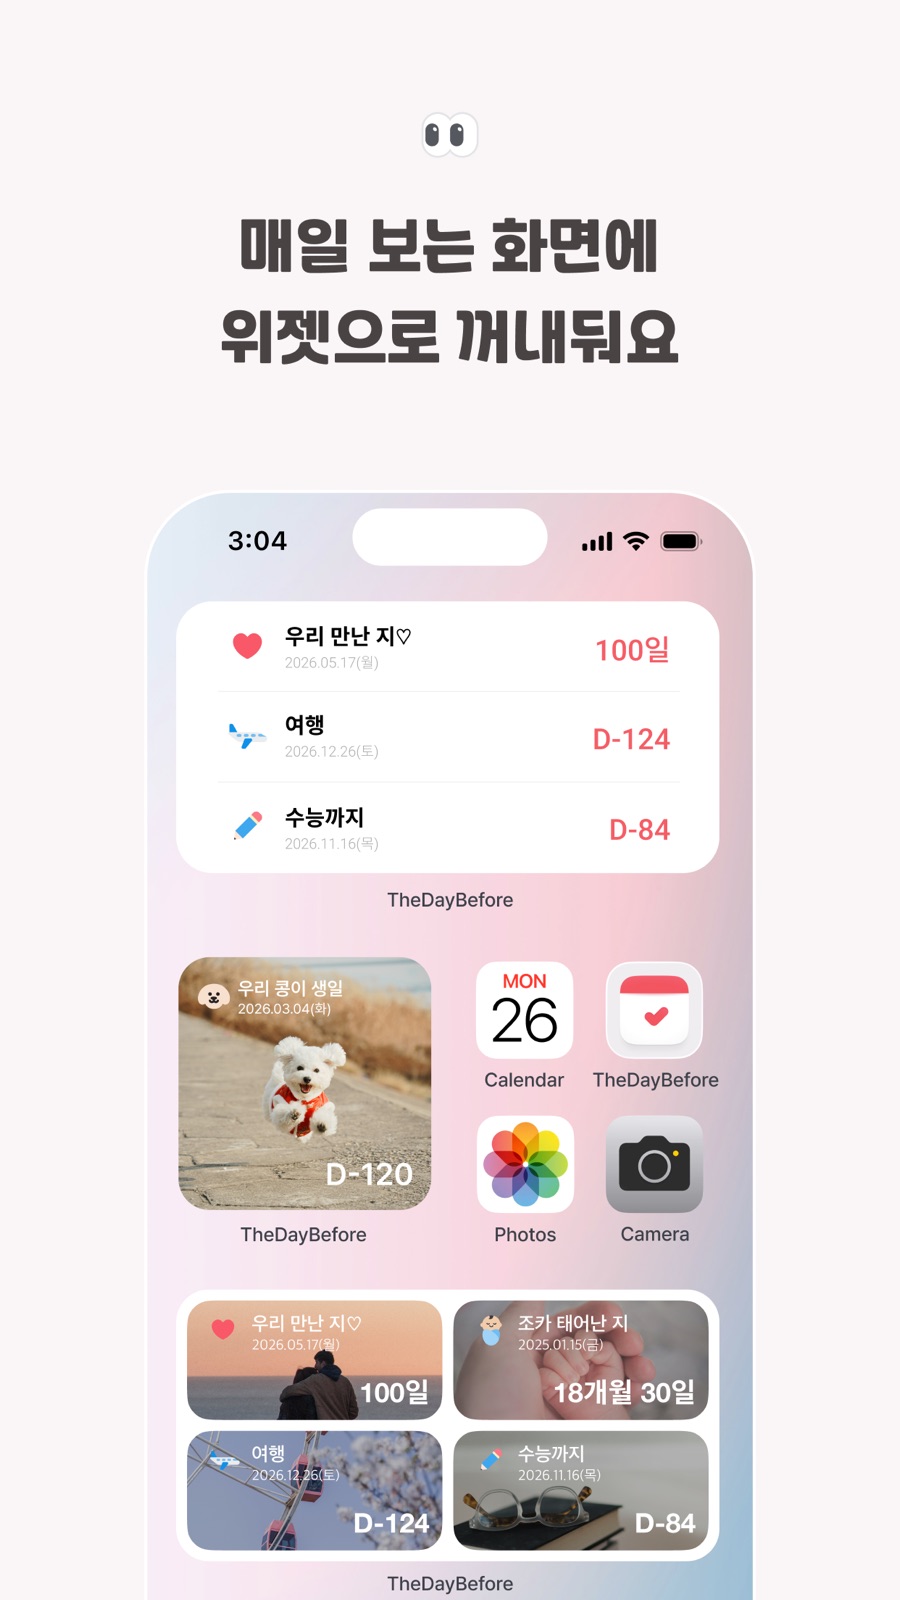 매일 보는 화면에
위젯으로 꺼내둬요
3:04
우리 만난 지♡
2026.05.17(월)
100일
여행
2026.12.26(토)
D-124
수능까지
2026.11.16(목)
D-84
TheDayBefore
우리 콩이 생일
2026.03.04(화)
D-120
TheDayBefore
MON
26
Calendar
TheDayBefore
Photos
Camera
우리 만난 지♡
2026.05.17(월)
100일
조카 태어난 지
2025.01.15(금)
18개월 30일
여행
2026.12.26(토)
D-124
수능까지
2026.11.16(목)
D-84
TheDayBefore